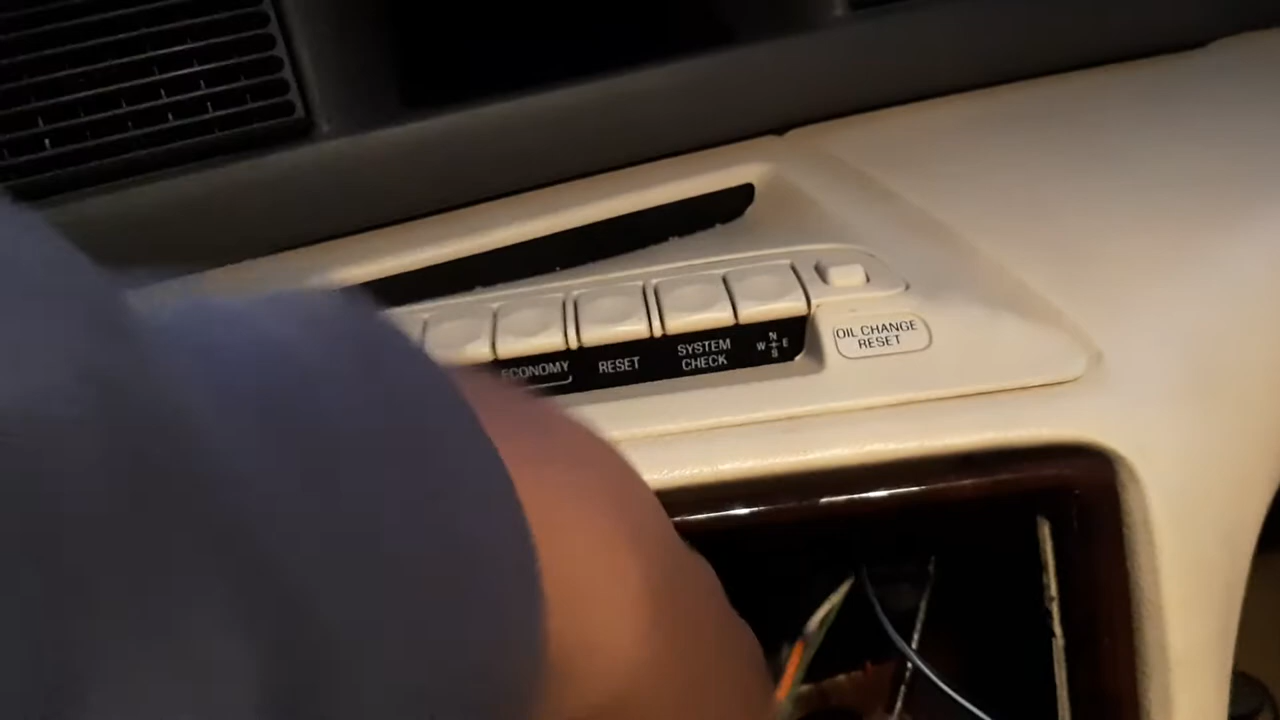 ECONOMY
RESET
SYSTEM
CHECK
N
W E
S
OIL CHANGE
RESET